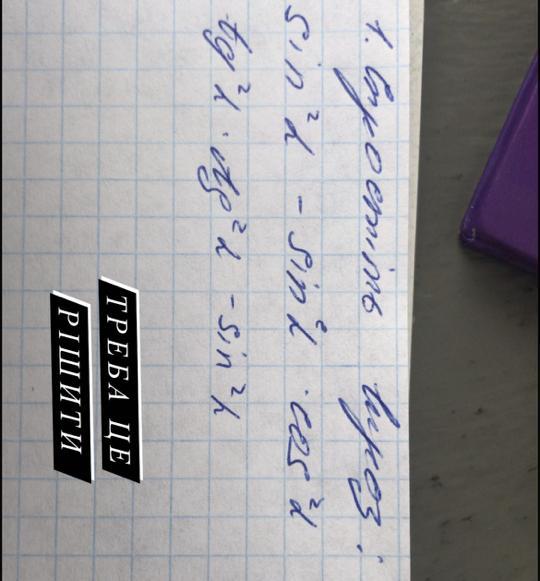 1. Спростіть вираз:
sin²α - sin²α · cos²α
tg²α · ctg²α - sin²α
ТРЕБА ЦЕ
РІШИТИ